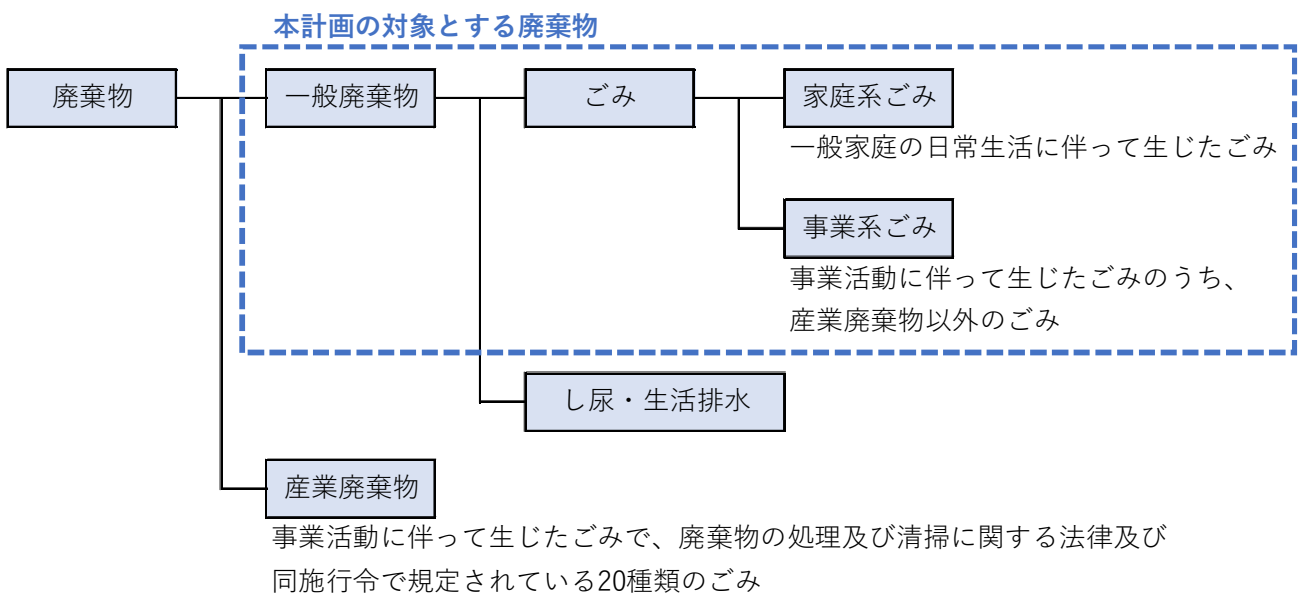 本計画の対象とする廃棄物
廃棄物
一般廃棄物
ごみ
家庭系ごみ
一般家庭の日常生活に伴って生じたごみ
事業系ごみ
事業活動に伴って生じたごみのうち、
産業廃棄物以外のごみ
し尿・生活排水
産業廃棄物
事業活動に伴って生じたごみで、廃棄物の処理及び清掃に関する法律及び
同施行令で規定されている20種類のごみ